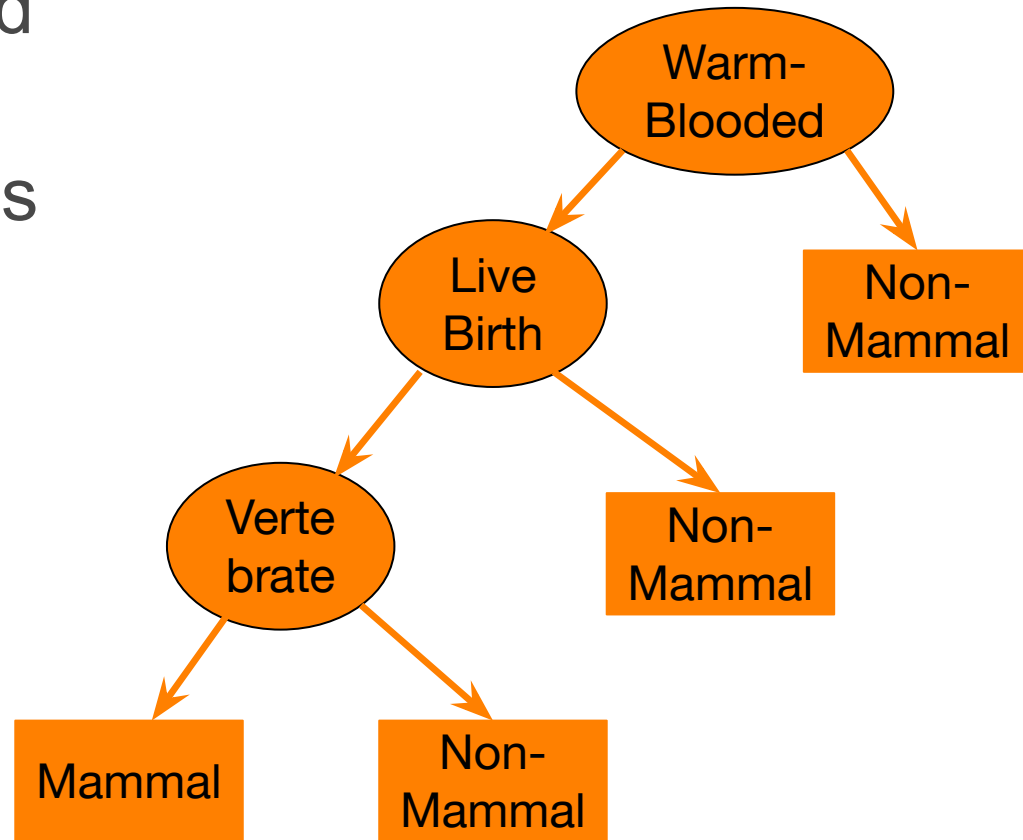 d
s
Warm-
Blooded
Live
Birth
Non-
Mammal
Verte
brate
Non-
Mammal
Mammal
Non-
Mammal